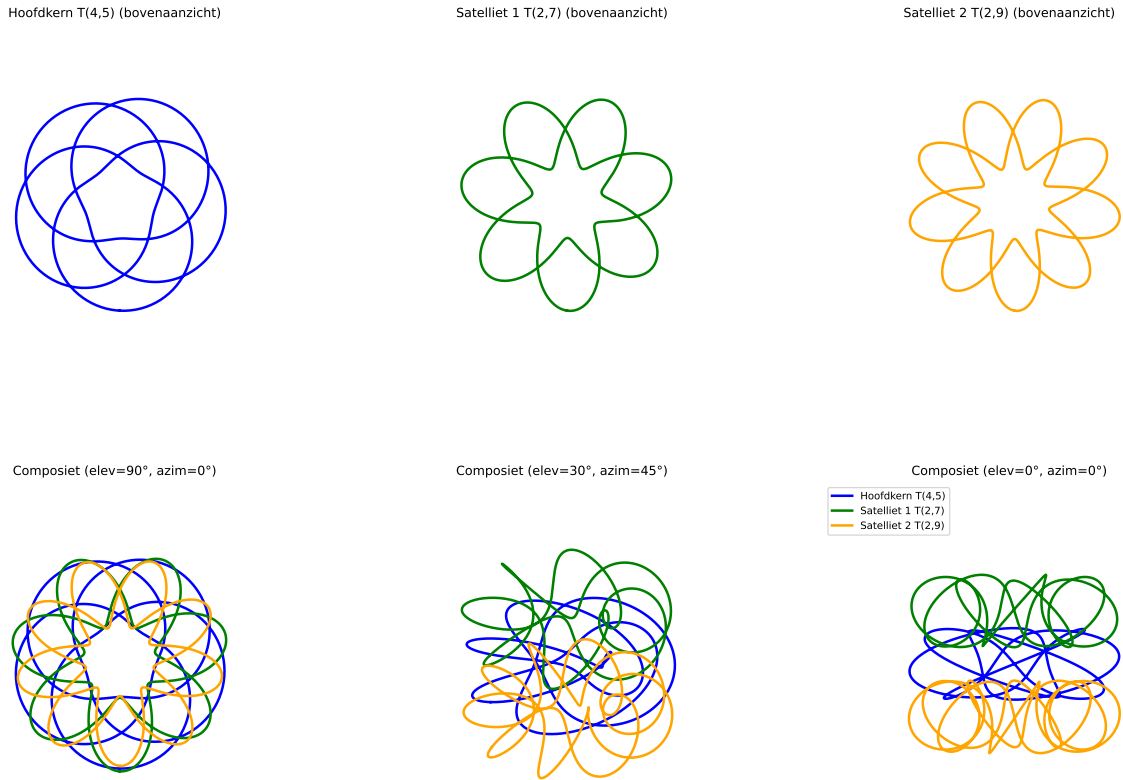 Hoofdkern T(4,5) (bovenaanzicht)
Satelliet 1 T(2,7) (bovenaanzicht)
Satelliet 2 T(2,9) (bovenaanzicht)
Composiet (elev=90°, azim=0°)
Composiet (elev=30°, azim=45°)
Composiet (elev=0°, azim=0°)
Hoofdkern T(4,5)
Satelliet 1 T(2,7)
Satelliet 2 T(2,9)